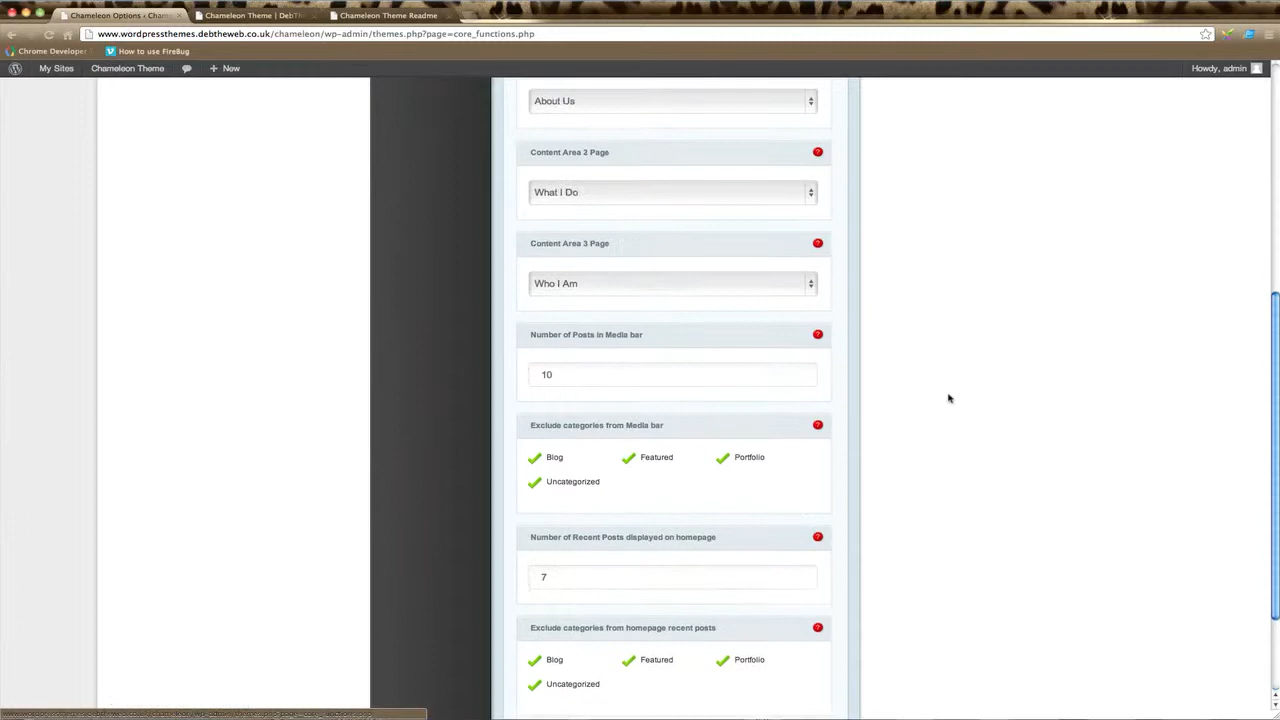 Chameleon Options ‹ Cham
Chameleon Theme | DebTh
Chameleon Theme Readme
www.wordpressthemes.debtheweb.co.uk/chameleon/wp-admin/themes.php?page=core_functions.php
Chrome Developer
How to use FireBug
My Sites
Chameleon Theme
+ New
Howdy, admin
About Us
Content Area 2 Page
?
What I Do
Content Area 3 Page
?
Who I Am
Number of Posts in Media bar
?
10
Exclude categories from Media bar
?
Blog
Featured
Portfolio
Uncategorized
Number of Recent Posts displayed on homepage
?
7
Exclude categories from homepage recent posts
?
Blog
Featured
Portfolio
Uncategorized